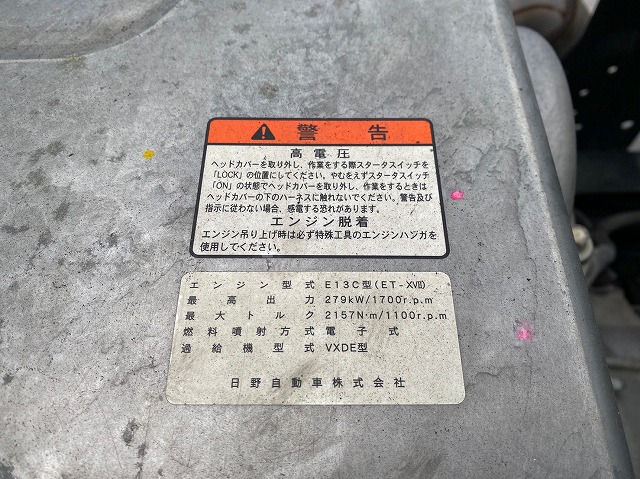 警告
高電圧
ヘッドカバーを取り外し、作業をする際スタータスイッチを
「LOCK」の位置にしてください。やむをえずスタータスイッチ
「ON」の状態でヘッドカバーを取り外し、作業をするときは
ヘッドカバーの下のハーネスに触れないでください。警告及び
指示に従わない場合、感電する恐れがあります。
エンジン脱着
エンジン吊り上げ時は必ず特殊工具のエンジンハンガを
使用してください。
エンジン型式 E13C型(ET-XVII)
最高出力 279kW/1700r.p.m
最大トルク 2157N·m/1100r.p.m
燃料噴射方式 電子式
過給機型式 VXDE型
日野自動車株式会社